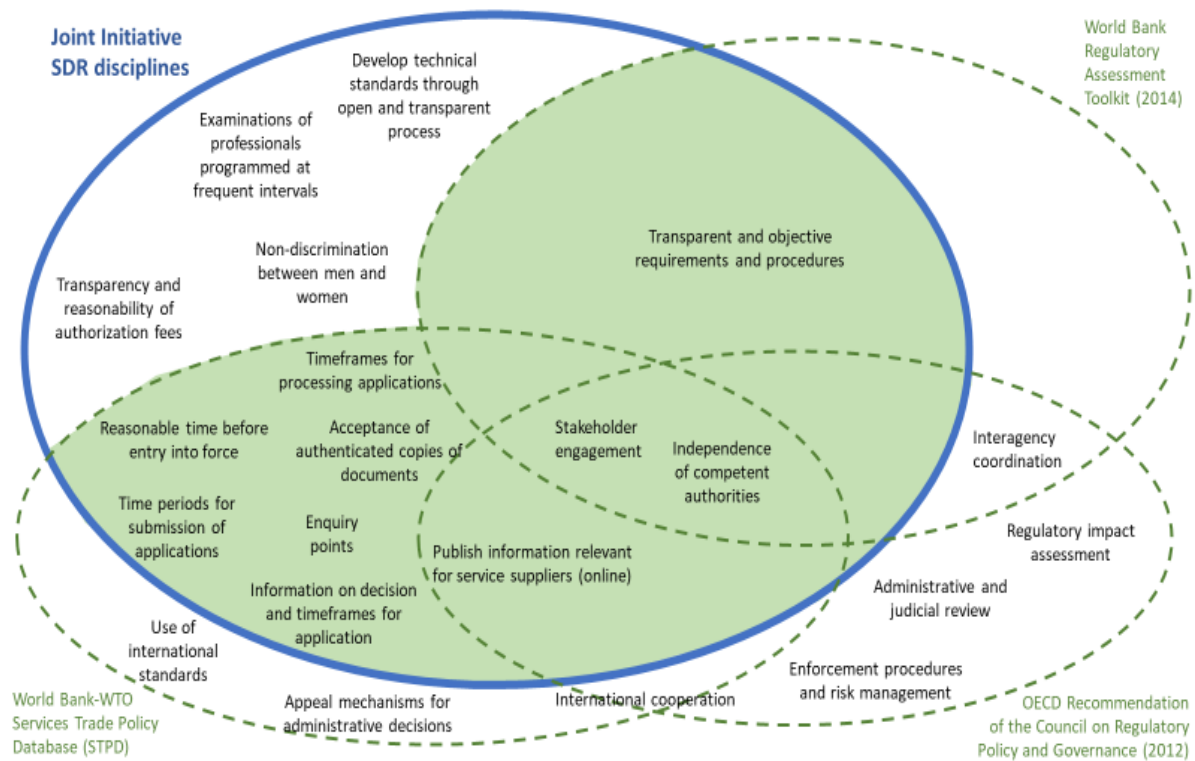 Joint Initiative
SDR disciplines
World Bank
Regulatory
Assessment
Toolkit (2014)
Develop technical
standards through
open and transparent
process
Examinations of
professionals
programmed at
frequent intervals
Transparent and objective
requirements and procedures
Non-discrimination
between men and
women
Transparency and
reasonability of
authorization fees
Timeframes for
processing applications
Reasonable time before
entry into force
Acceptance of
authenticated copies of
documents
Stakeholder
engagement
Independence
of competent
authorities
Interagency
coordination
Time periods for
submission of
applications
Enquiry
points
Publish information relevant
for service suppliers (online)
Regulatory impact
assessment
Information on decision
and timeframes for
application
Administrative and
judicial review
Use of
international
standards
Appeal mechanisms for
administrative decisions
International cooperation
Enforcement procedures
and risk management
World Bank-WTO
Services Trade Policy
Database (STPD)
OECD Recommendation
of the Council on Regulatory
Policy and Governance (2012)